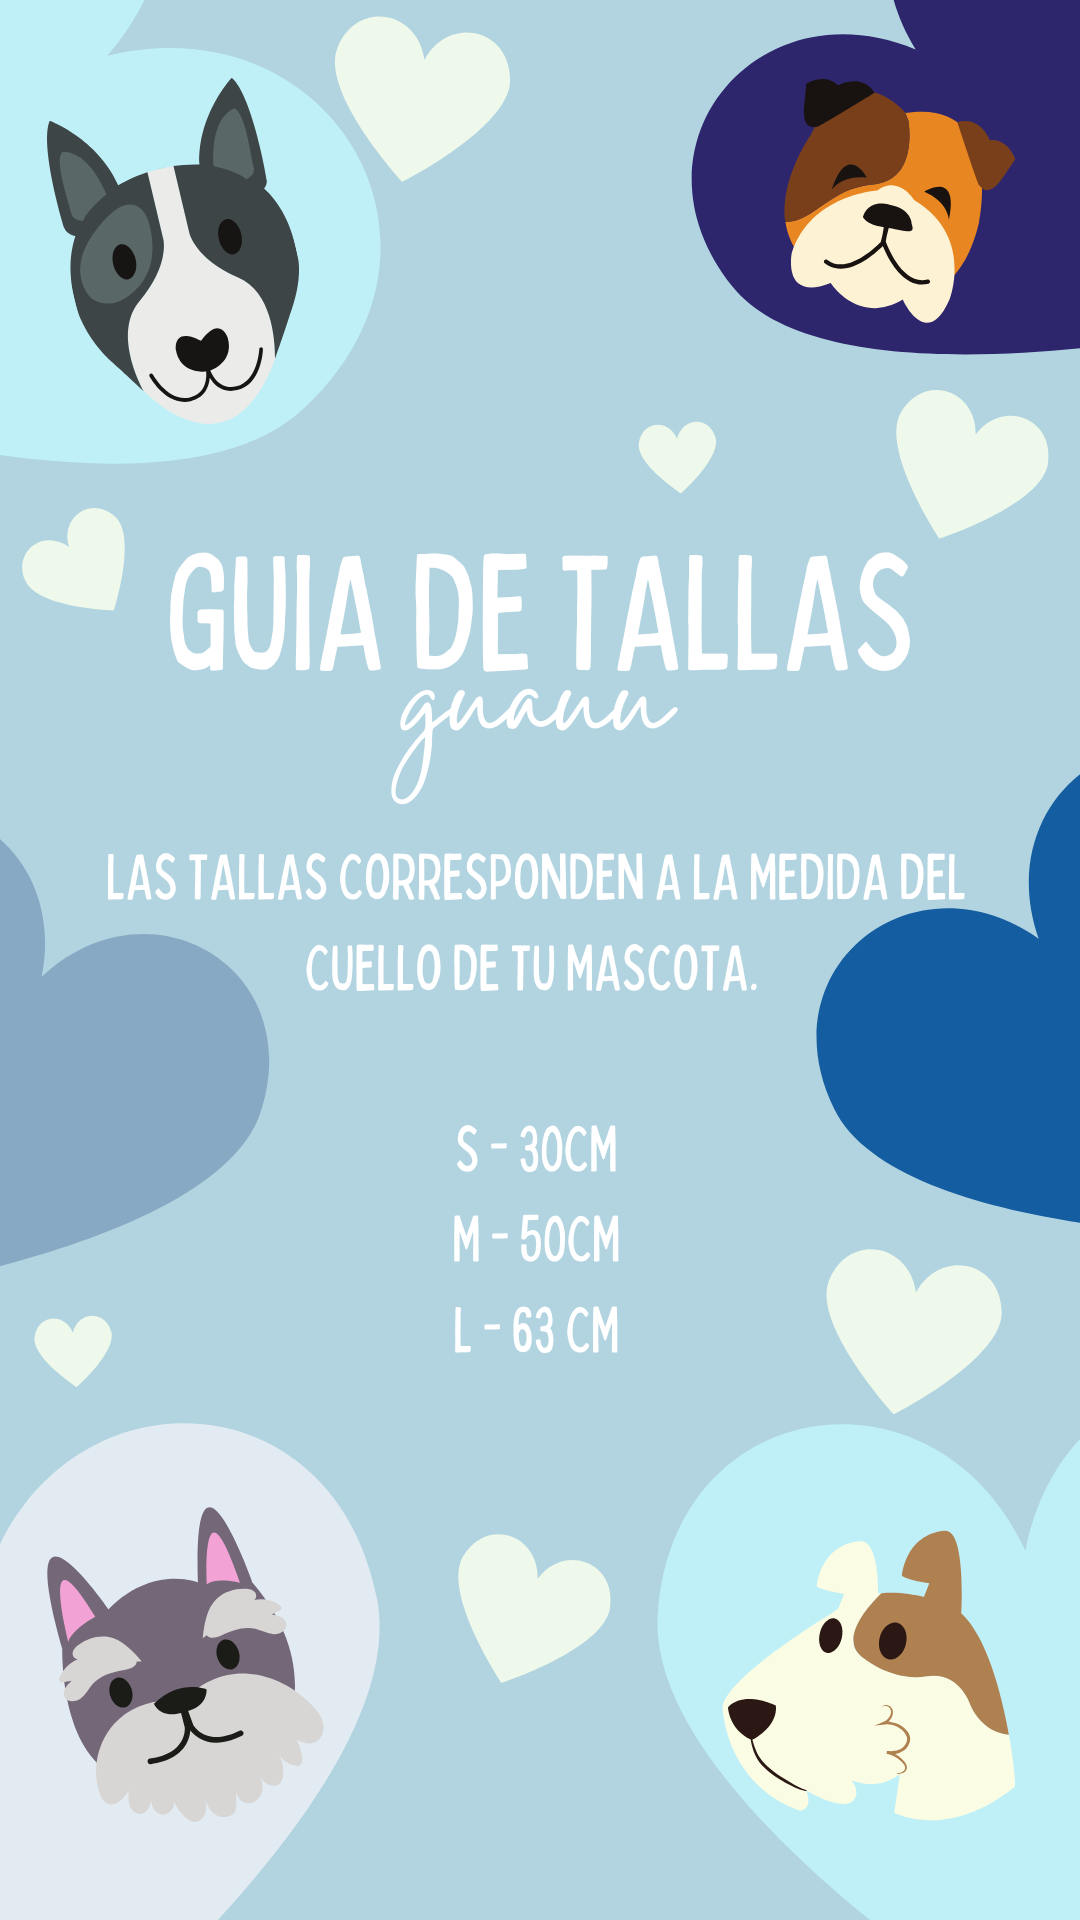 GUIA DE TALLAS
guauu
LAS TALLAS CORRESPONDEN A LA MEDIDA DEL
CUELLO DE TU MASCOTA.
S - 30CM
M - 50CM
L - 63 CM